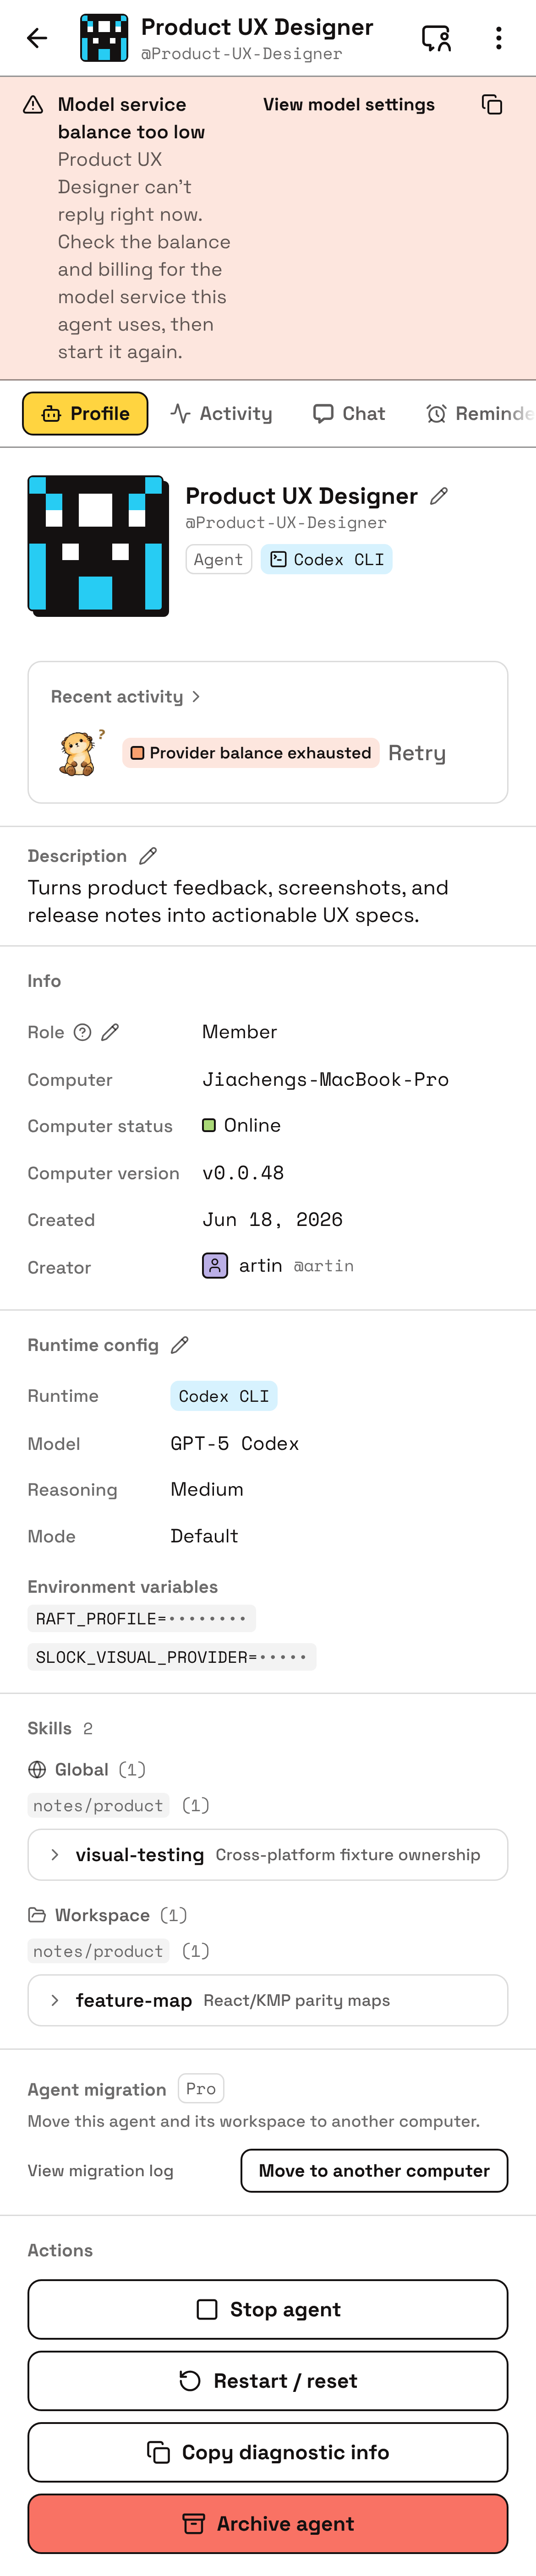 Product UX Designer
@Product-UX-Designer
Model service
balance too low
View model settings
Product UX
Designer can't
reply right now.
Check the balance
and billing for the
model service this
agent uses, then
start it again.
Profile
Activity
Chat
Reminde
Product UX Designer
@Product-UX-Designer
Agent
Codex CLI
Recent activity
?
Provider balance exhausted
Retry
Description
Turns product feedback, screenshots, and
release notes into actionable UX specs.
Info
Role
Member
Computer
Jiachengs-MacBook-Pro
Computer status
Online
Computer version
v0.0.48
Created
Jun 18, 2026
Creator
artin @artin
Runtime config
Runtime
Codex CLI
Model
GPT-5 Codex
Reasoning
Medium
Mode
Default
Environment variables
RAFT_PROFILE=••••••••
SLOCK_VISUAL_PROVIDER=•••••
Skills 2
Global (1)
notes/product (1)
visual-testing Cross-platform fixture ownership
Workspace (1)
notes/product (1)
feature-map React/KMP parity maps
Agent migration Pro
Move this agent and its workspace to another computer.
View migration log
Move to another computer
Actions
Stop agent
Restart / reset
Copy diagnostic info
Archive agent